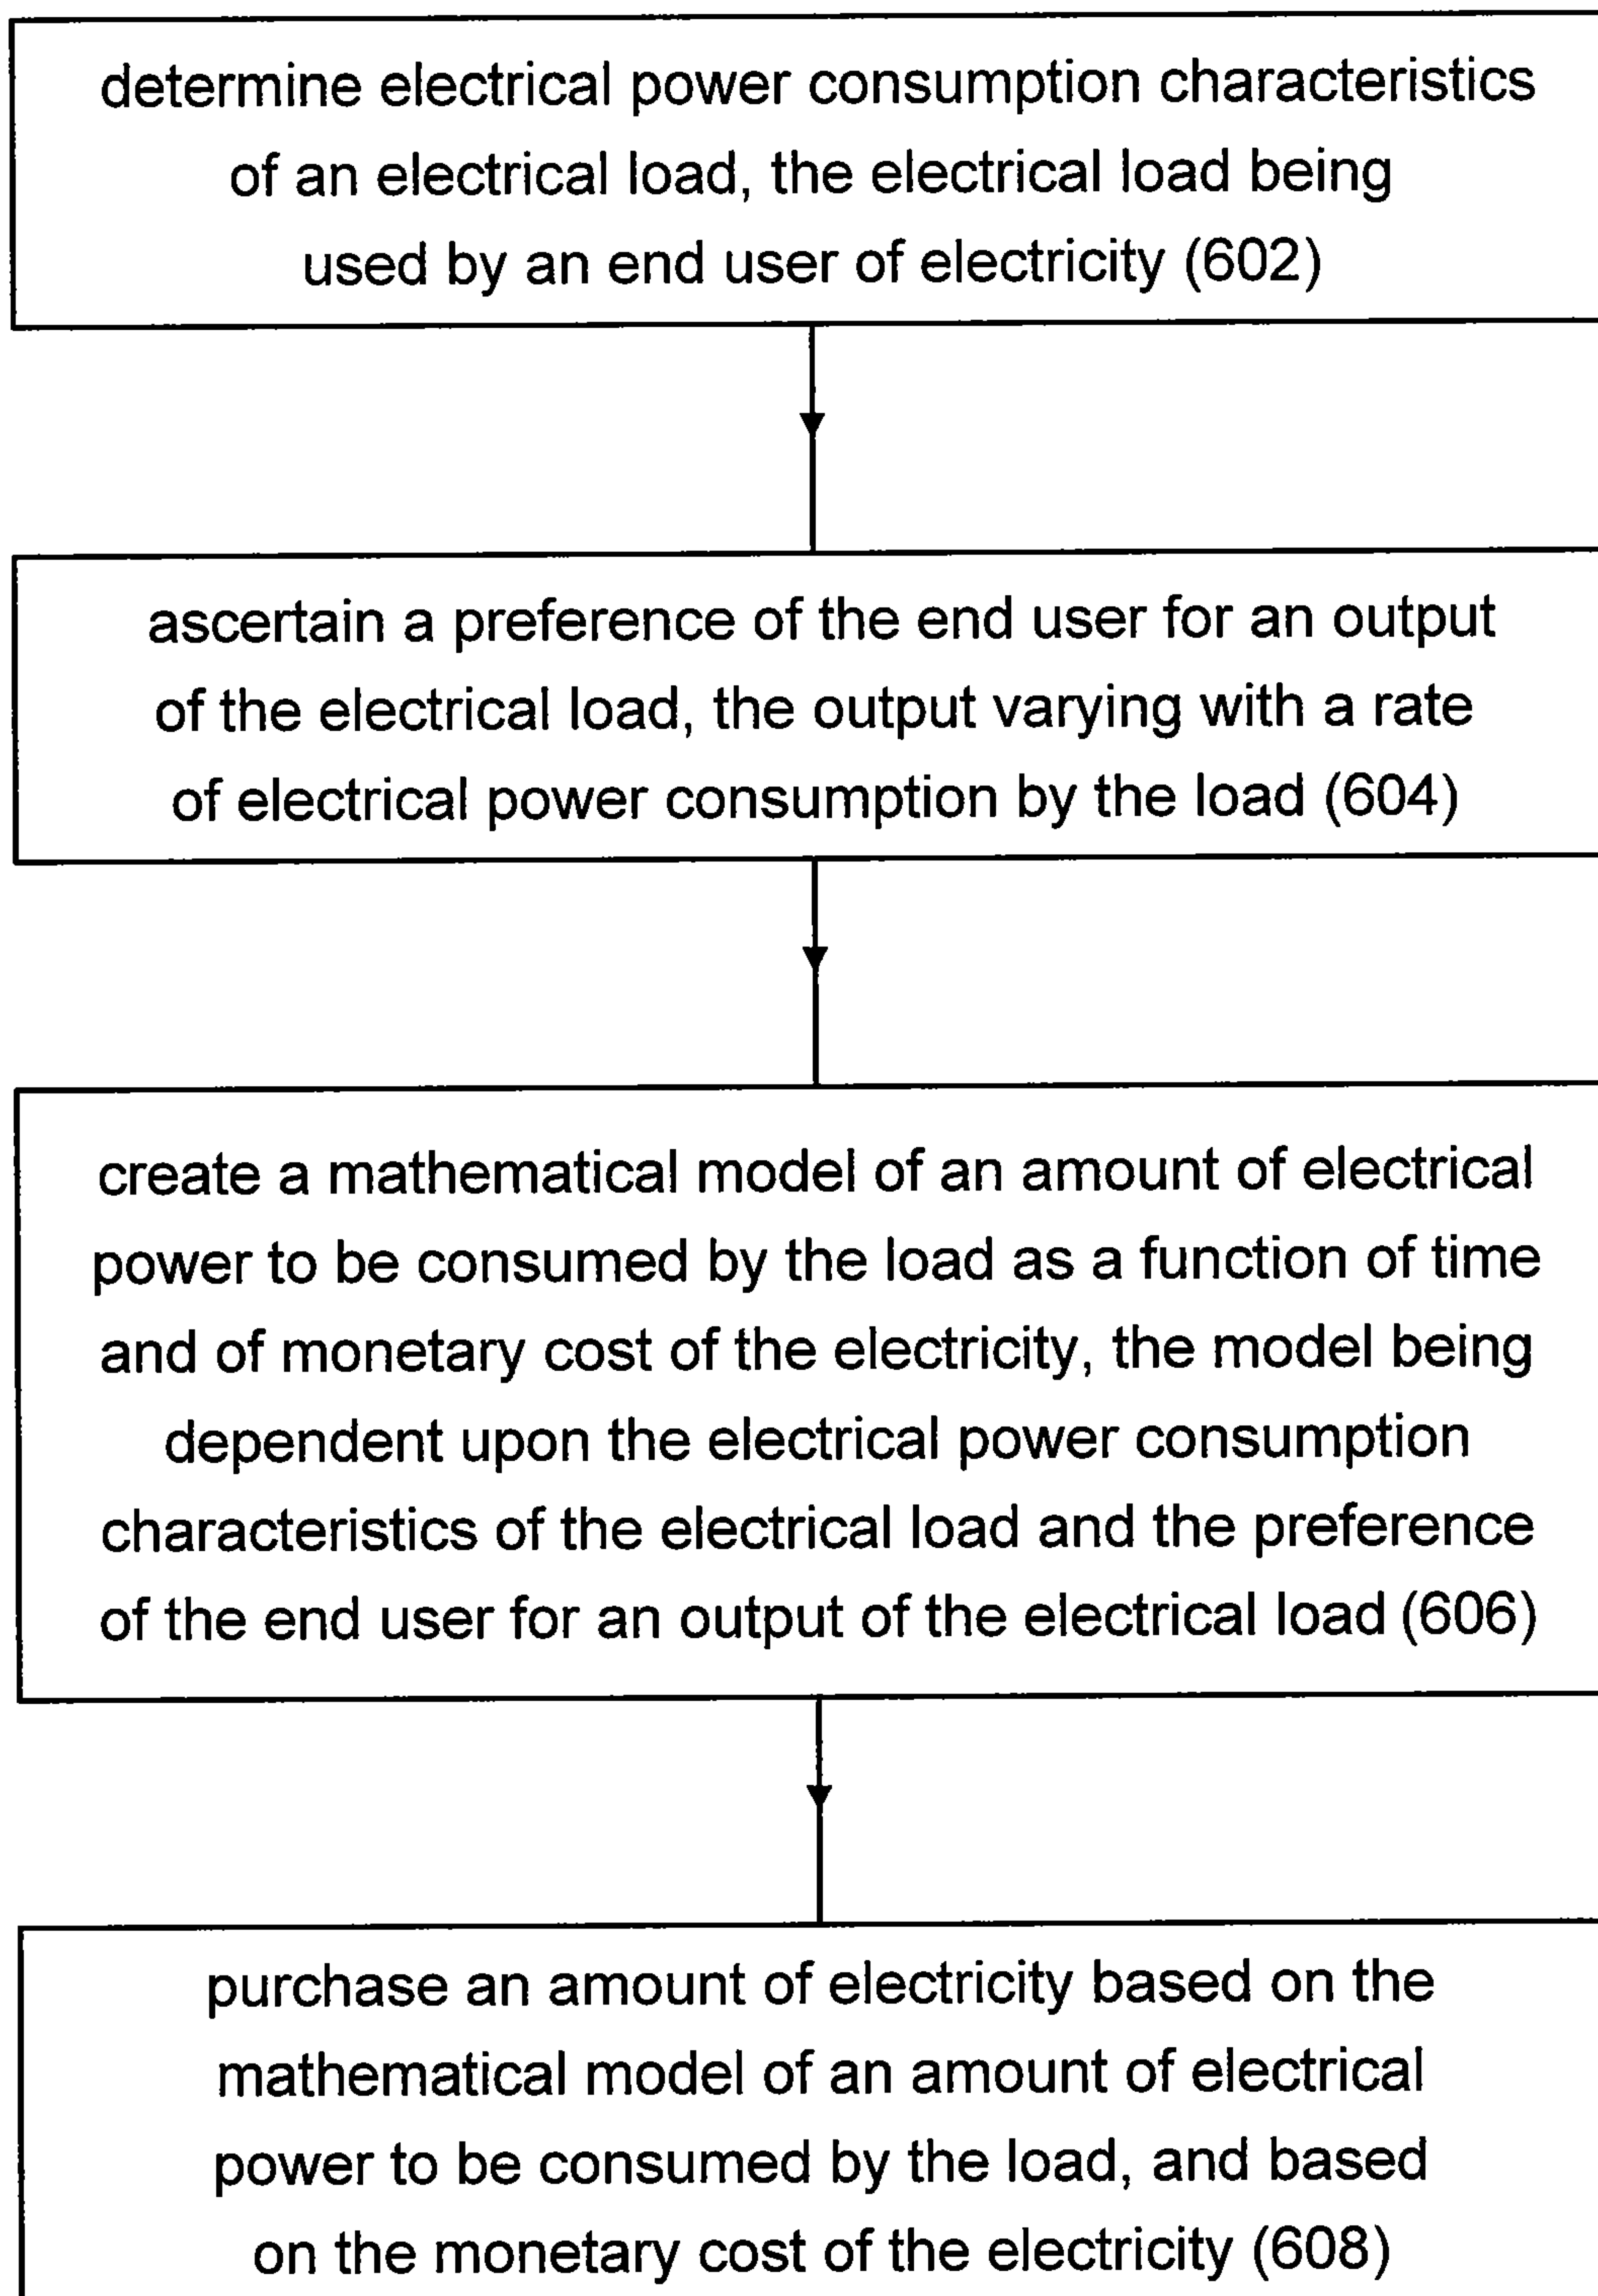 determine electrical power consumption characteristics
of an electrical load, the electrical load being
used by an end user of electricity (602)
ascertain a preference of the end user for an output
of the electrical load, the output varying with a rate
of electrical power consumption by the load (604)
create a mathematical model of an amount of electrical
power to be consumed by the load as a function of time
and of monetary cost of the electricity, the model being
dependent upon the electrical power consumption
characteristics of the electrical load and the preference
of the end user for an output of the electrical load (606)
purchase an amount of electricity based on the
mathematical model of an amount of electrical
power to be consumed by the load, and based
on the monetary cost of the electricity (608)